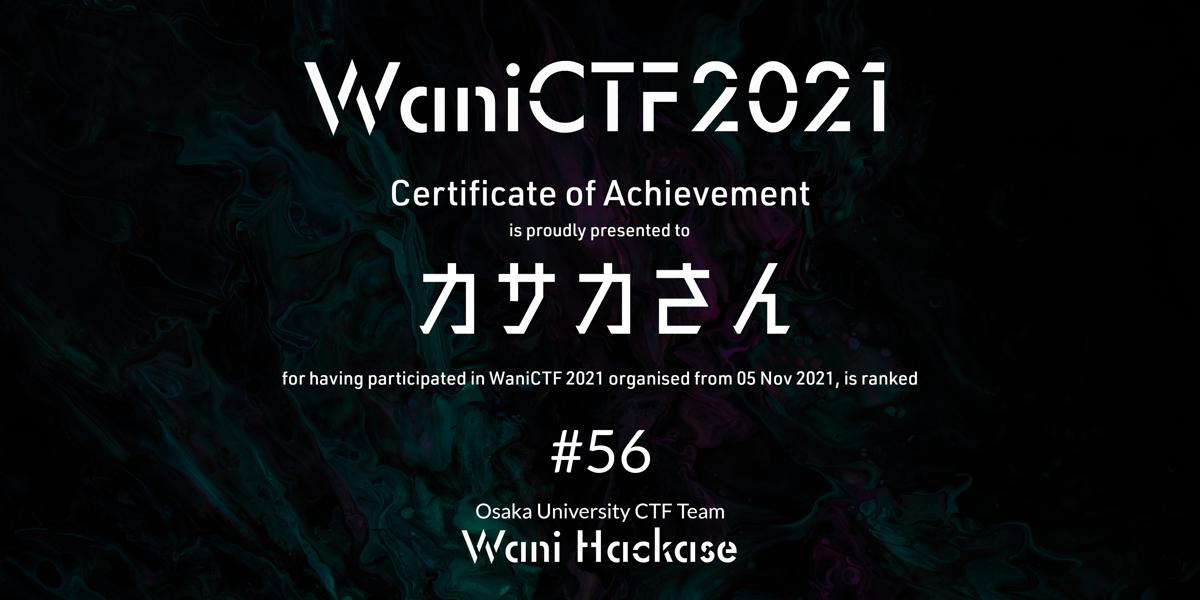 WaniCTF2021
Certificate of Achievement
is proudly presented to
カサカさん
for having participated in WaniCTF 2021 organised from 05 Nov 2021, is ranked
#56
Osaka University CTF Team
Wani Hackase